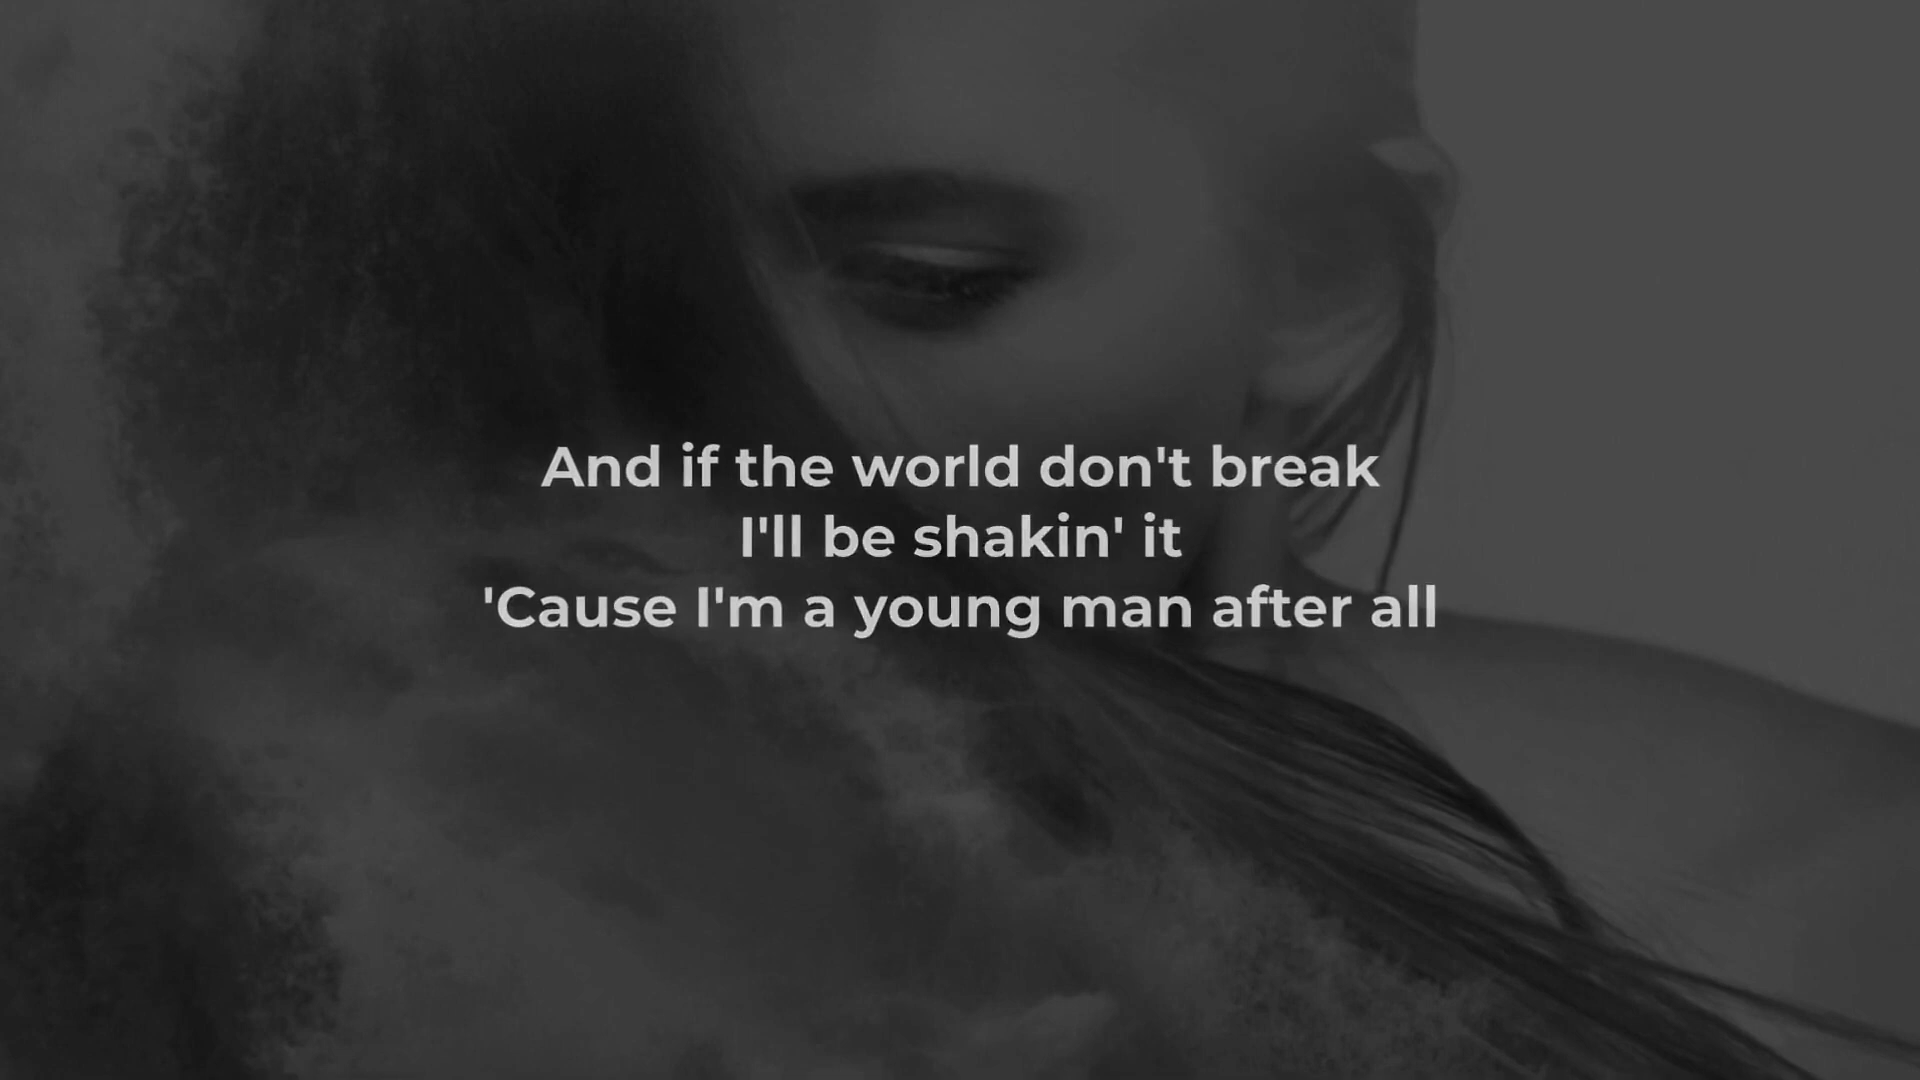 And if the world don't break
I'll be shakin' it
'Cause I'm a young man after all